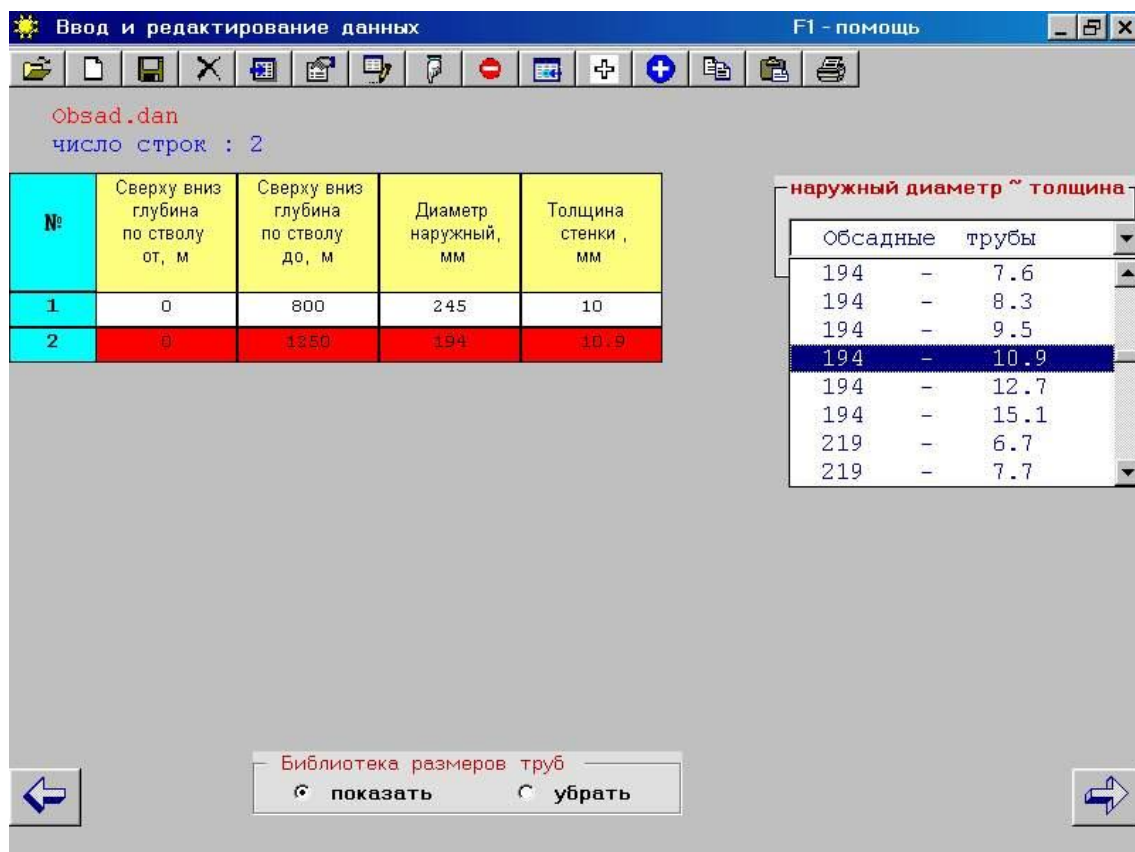 Ввод и редактирование данных F1 - помощь
Obsad.dan
число строк : 2
№ Сверху вниз глубина по стволу от, м Сверху вниз глубина по стволу до, м Диаметр наружный, мм Толщина стенки , мм
1 0 800 245 10
2 0 1350 194 10.9
наружный диаметр ~ толщина
Обсадные трубы
194 - 7.6
194 - 8.3
194 - 9.5
194 - 10.9
194 - 12.7
194 - 15.1
219 - 6.7
219 - 7.7
Библиотека размеров труб
показать убрать